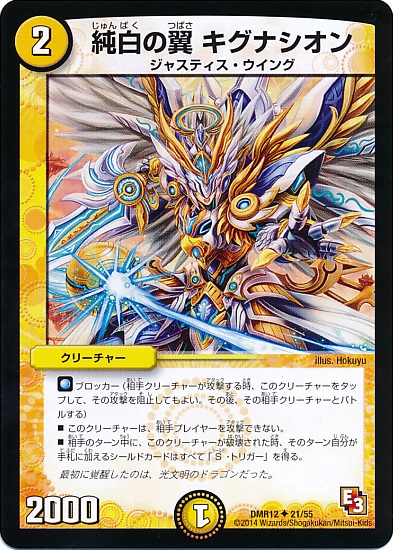 2
じゅんぱく つばさ
純白の翼 キグナシオン
ジャスティス・ウイング
クリーチャー
illus. Hokuyu
ブロッカー（相手クリーチャーが攻撃する時、このクリーチャーをタップして、その攻撃を阻止してもよい。その後、その相手クリーチャーとバトルする）
■ このクリーチャーは、相手プレイヤーを攻撃できない。
■ 相手のターン中に、このクリーチャーが破壊された時、そのターン自分が手札に加えるシールドカードはすべて「S・トリガー」を得る。
最初に覚醒したのは、光文明のドラゴンだった。
2000
1
DMR12 ◆ 21/55
©2014 Wizards/Shogakukan/Mitsui-Kids
E3